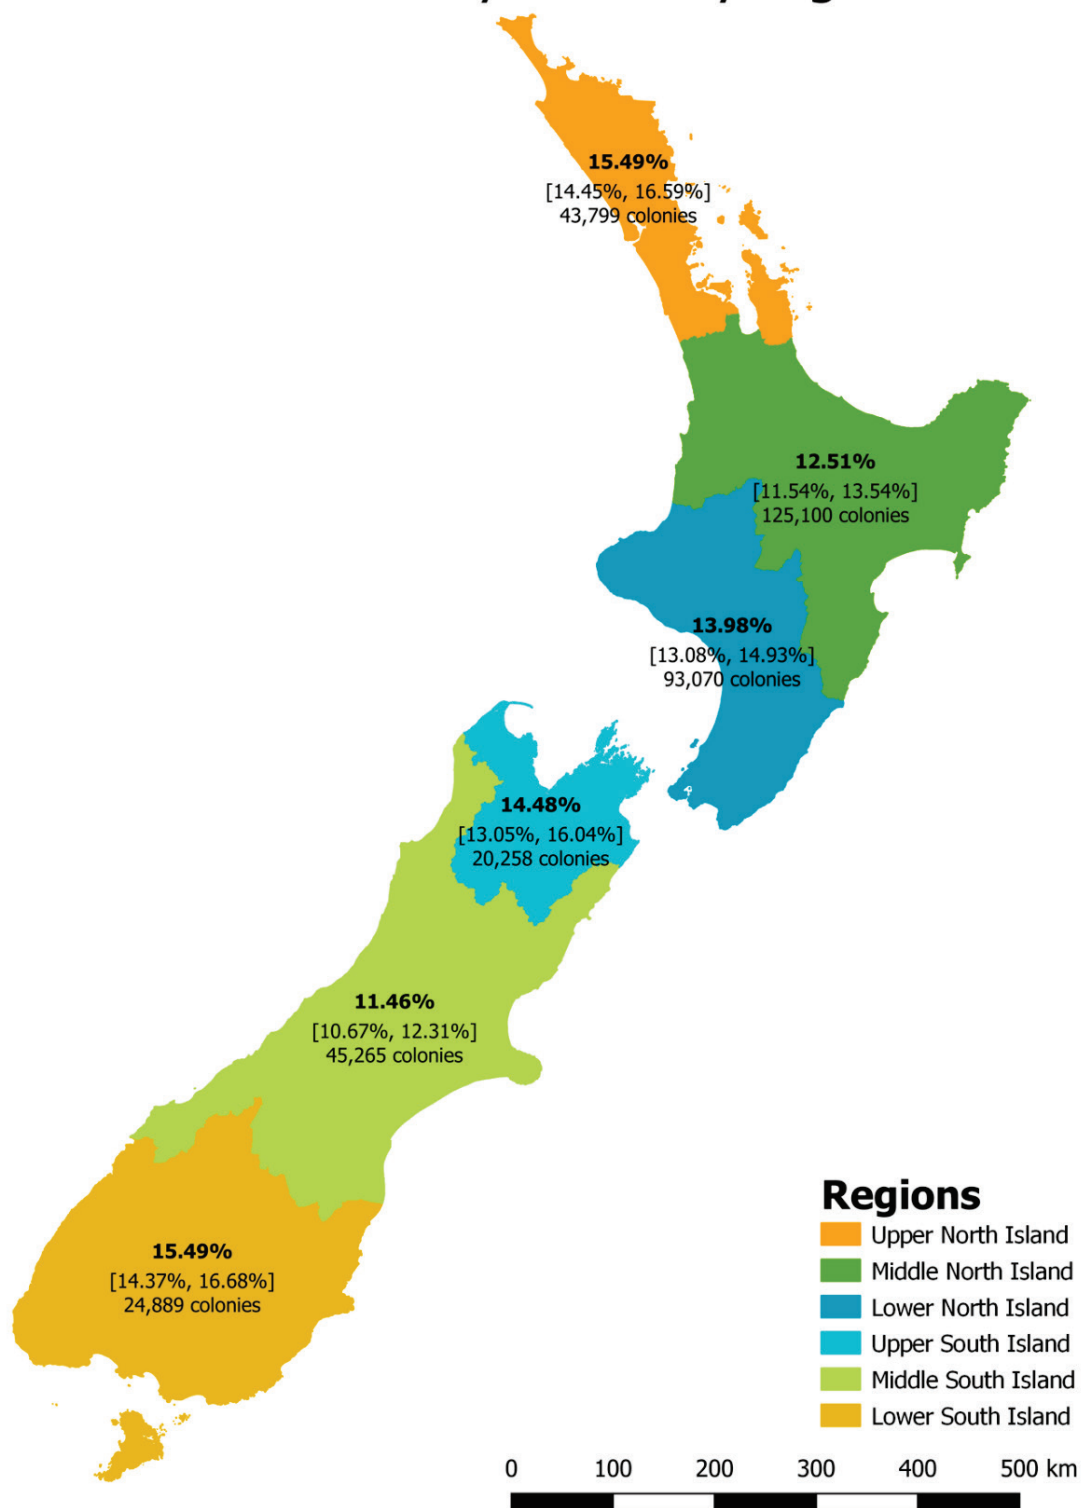 15.49%
[14.45%, 16.59%]
43,799 colonies
12.51%
[11.54%, 13.54%]
125,100 colonies
13.98%
[13.08%, 14.93%]
93,070 colonies
14.48%
[13.05%, 16.04%]
20,258 colonies
11.46%
[10.67%, 12.31%]
45,265 colonies
15.49%
[14.37%, 16.68%]
24,889 colonies
Regions
Upper North Island
Middle North Island
Lower North Island
Upper South Island
Middle South Island
Lower South Island
0 100 200 300 400 500 km